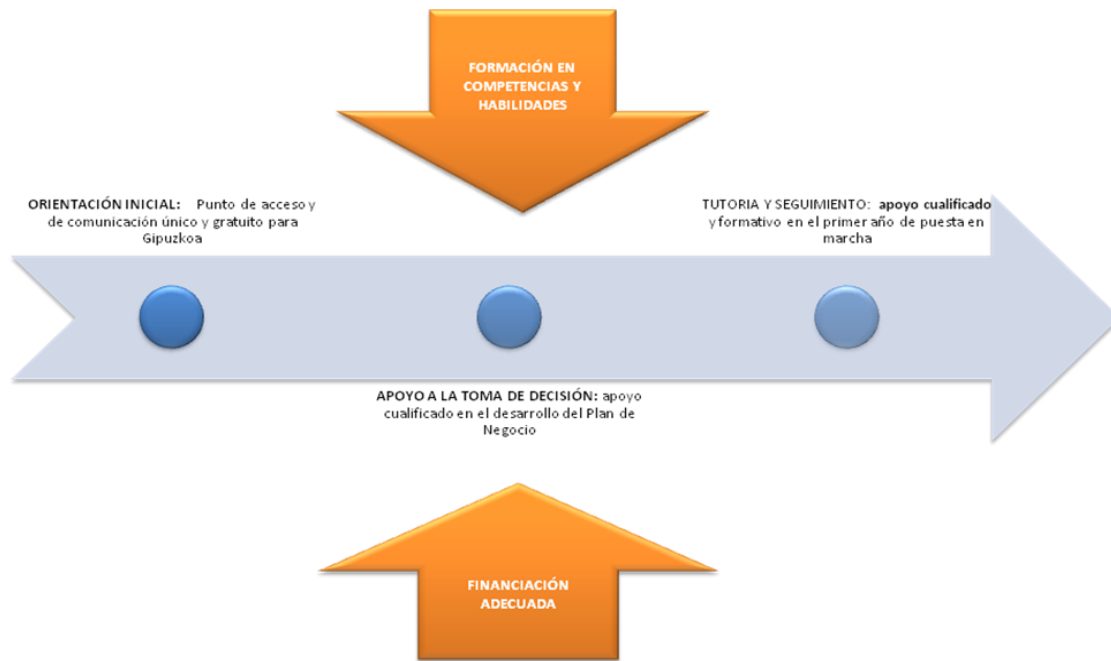 FORMACIÓN EN
COMPETENCIAS Y
HABILIDADES
ORIENTACIÓN INICIAL: Punto de acceso y
de comunicación único y gratuito para
Gipuzkoa
TUTORIA Y SEGUIMIENTO: apoyo cualificado
y formativo en el primer año de puesta en
marcha
APOYO A LA TOMA DE DECISIÓN: apoyo
cualificado en el desarrollo del Plan de
Negocio
FINANCIACIÓN
ADECUADA